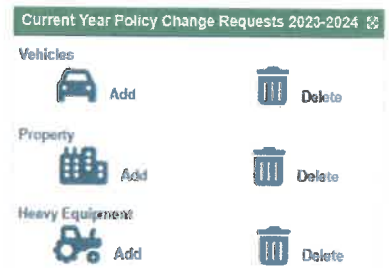 Current Year Policy Change Requests 2023-2024
Vehicles
Add Delete
Property
Add Delete
Heavy Equipment
Add Delete